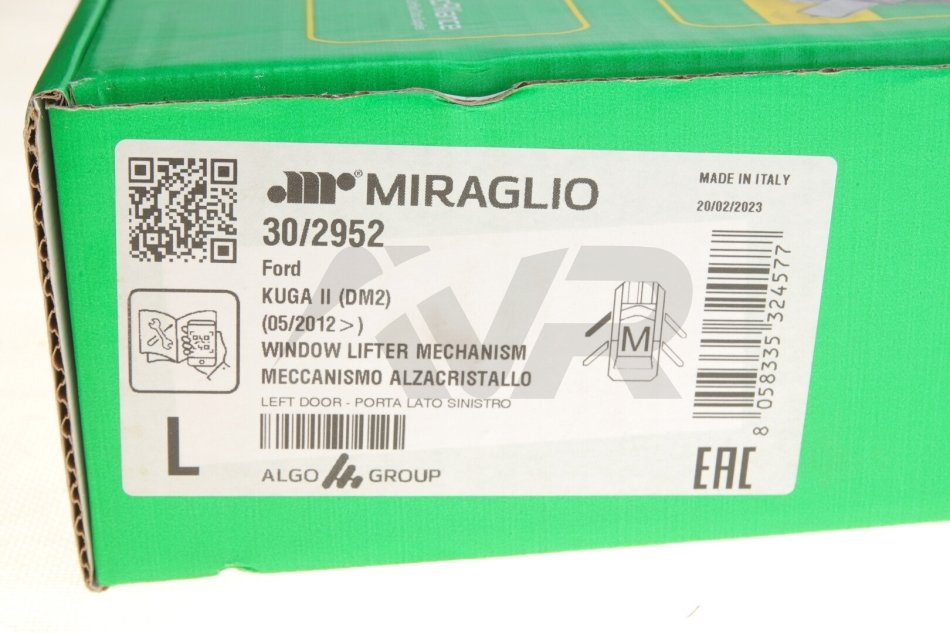 MIRAGLIO
®
MADE IN ITALY
20/02/2023
30/2952
Ford
KUGA II (DM2)
(05/2012>)
WINDOW LIFTER MECHANISM
MECCANISMO ALZACRISTALLO
LEFT DOOR - PORTA LATO SINISTRO
M
8 058335 324577
L
ALGO GROUP
EAC